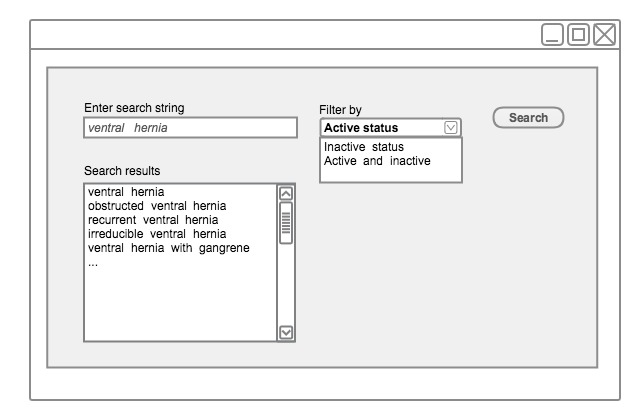 Enter search string
ventral hernia
Filter by
Active status
Inactive status
Active and inactive
Search
Search results
ventral hernia
obstructed ventral hernia
recurrent ventral hernia
irreducible ventral hernia
ventral hernia with gangrene
...